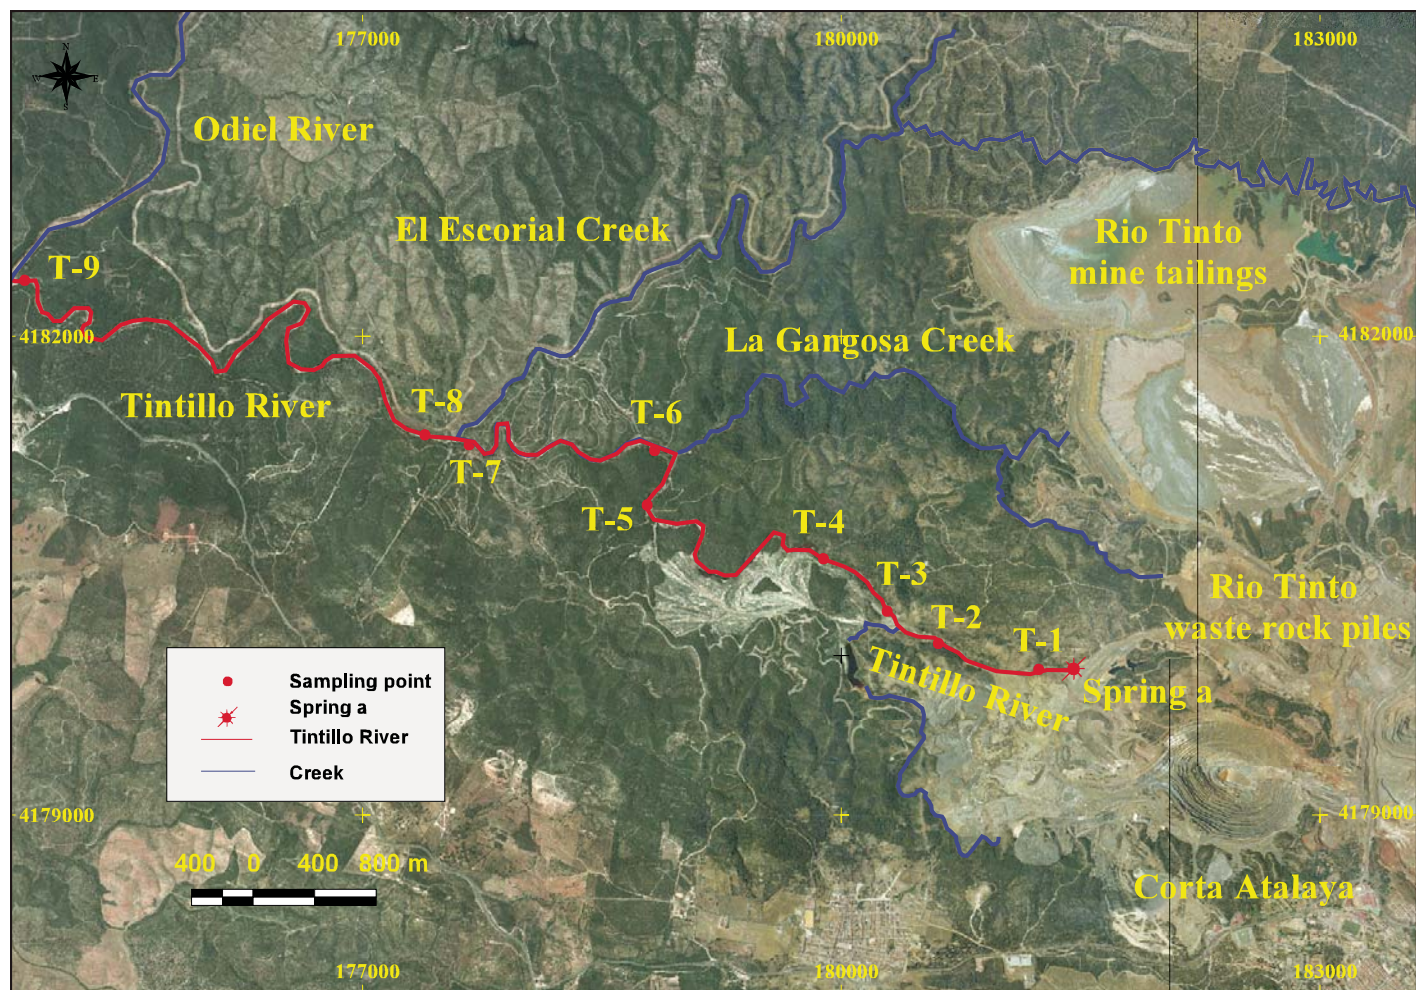 177000
180000
183000
N
W
E
S
Odiel River
El Escorial Creek
Rio Tinto
mine tailings
T-9
4182000
4182000
La Gangosa Creek
Tintillo River
T-8
T-6
T-7
T-5
T-4
T-3
T-2
T-1
Rio Tinto
waste rock piles
Tintillo River
Spring a
Sampling point
Spring a
Tintillo River
Creek
4179000
4179000
400 0 400 800 m
Corta Atalaya
177000
180000
183000